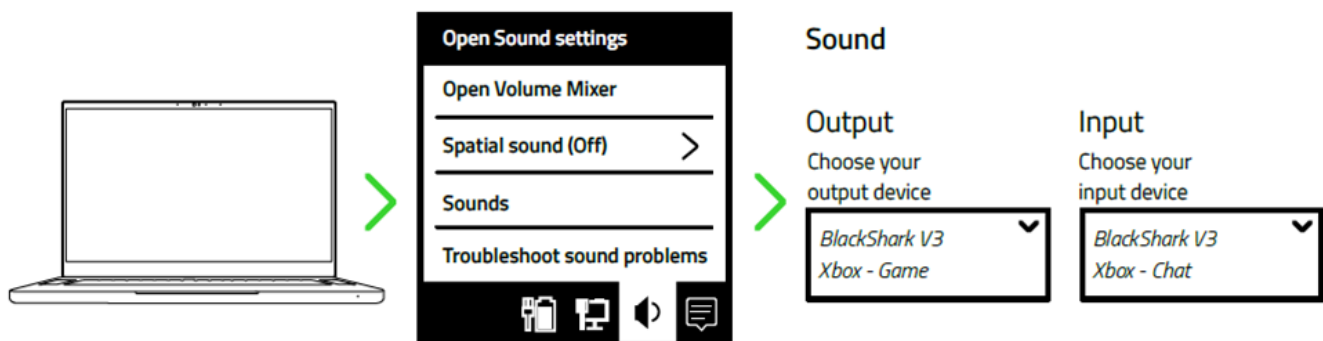 Open Sound settings
Open Volume Mixer
Spatial sound (Off)
Sounds
Troubleshoot sound problems
Sound
Output
Choose your
output device
BlackShark V3
Xbox - Game
Input
Choose your
input device
BlackShark V3
Xbox - Chat